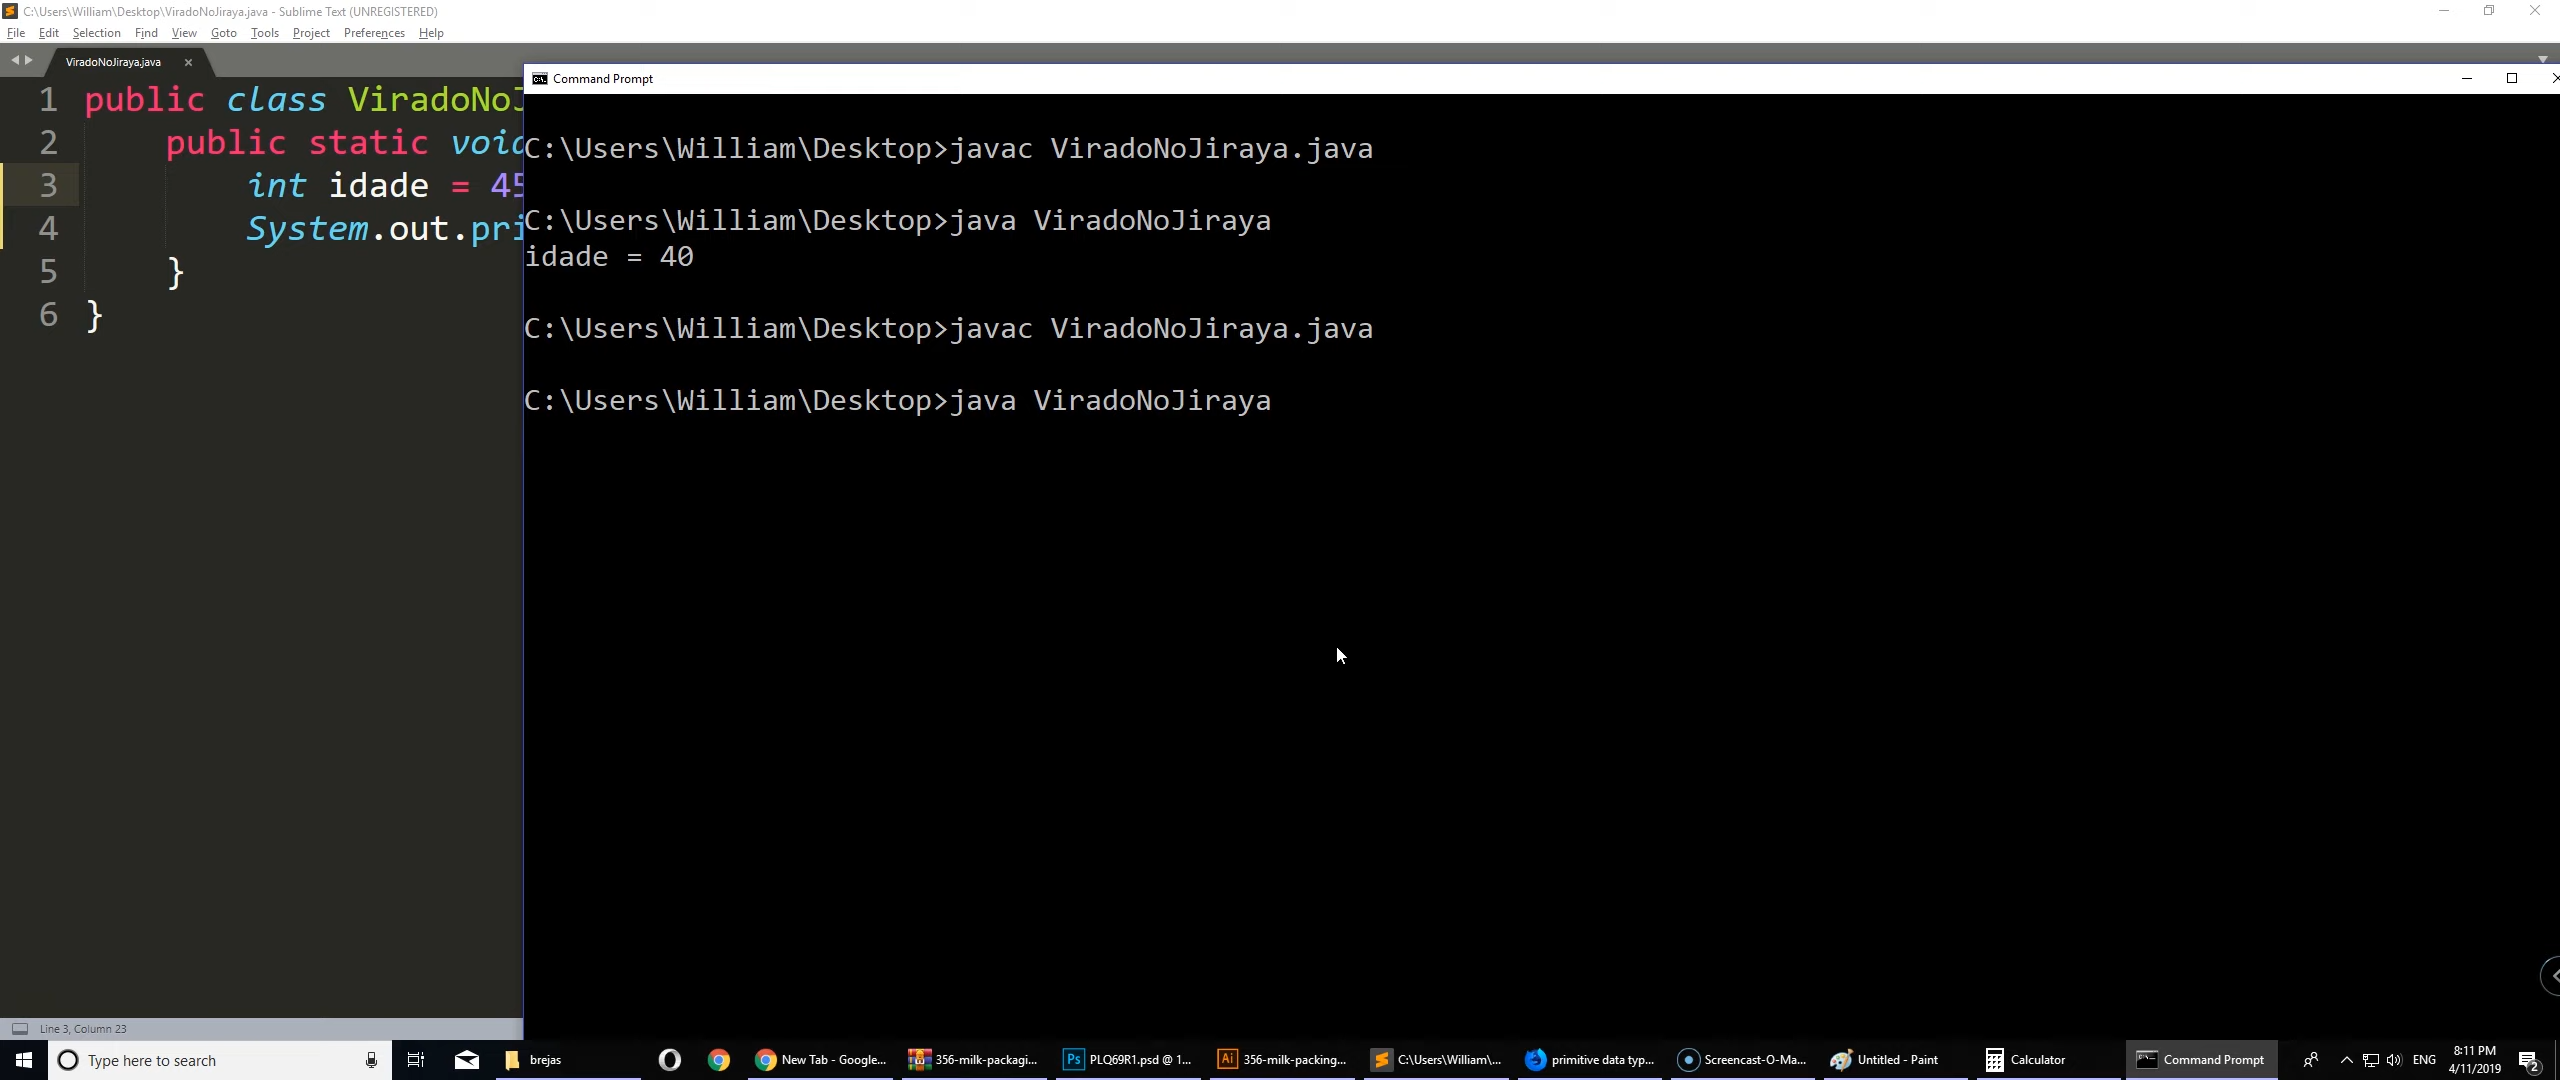 C:\Users\William\Desktop\ViradoNoJiraya.java - Sublime Text (UNREGISTERED)
File Edit Selection Find View Goto Tools Project Preferences Help
ViradoNoJiraya.java
Command Prompt
1 public class ViradoNoJ
2 public static void
3 int idade = 45
4 System.out.pri
5 }
6 }
C:\Users\William\Desktop>javac ViradoNoJiraya.java
C:\Users\William\Desktop>java ViradoNoJiraya
idade = 40
C:\Users\William\Desktop>javac ViradoNoJiraya.java
C:\Users\William\Desktop>java ViradoNoJiraya
Line 3, Column 23
Type here to search
brejas
New Tab - Google...
356-milk-packagi...
PLQ69R1.psd @ 1...
356-milk-packing...
C:\Users\William\...
primitive data typ...
Screencast-O-Ma...
Untitled - Paint
Calculator
Command Prompt
ENG
8:11 PM
4/11/2019
2